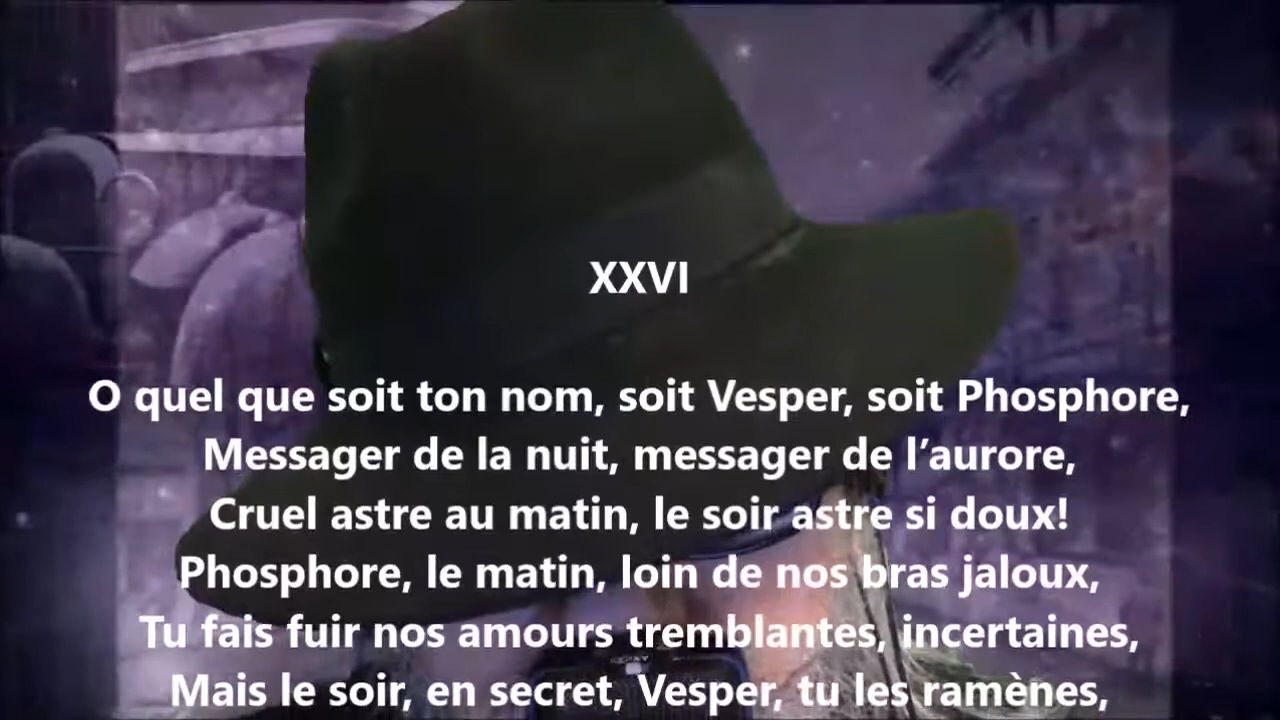 XXVI
O quel que soit ton nom, soit Vesper, soit Phosphore,
Messager de la nuit, messager de l’aurore,
Cruel astre au matin, le soir astre si doux!
Phosphore, le matin, loin de nos bras jaloux,
Tu fais fuir nos amours tremblantes, incertaines,
Mais le soir, en secret, Vesper, tu les ramènes,